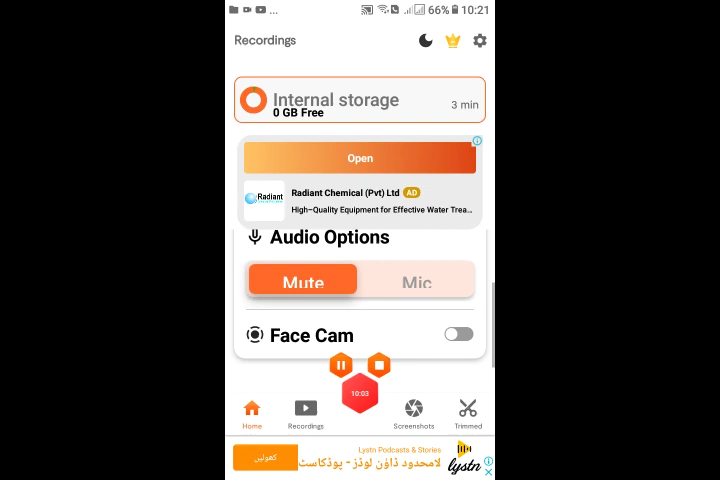 ... 66% 10:21
Recordings
Internal storage
0 GB Free
3 min
Open
Radiant
Radiant Chemical (Pvt) Ltd AD
High-Quality Equipment for Effective Water Trea...
Audio Options
Mute Mic
Face Cam
10:03
Home Recordings Screenshots Trimmed
کھولیں
Lystn Podcasts & Stories
لامحدود ڈاؤن لوڈز - پوڈکاسٹ
lystn